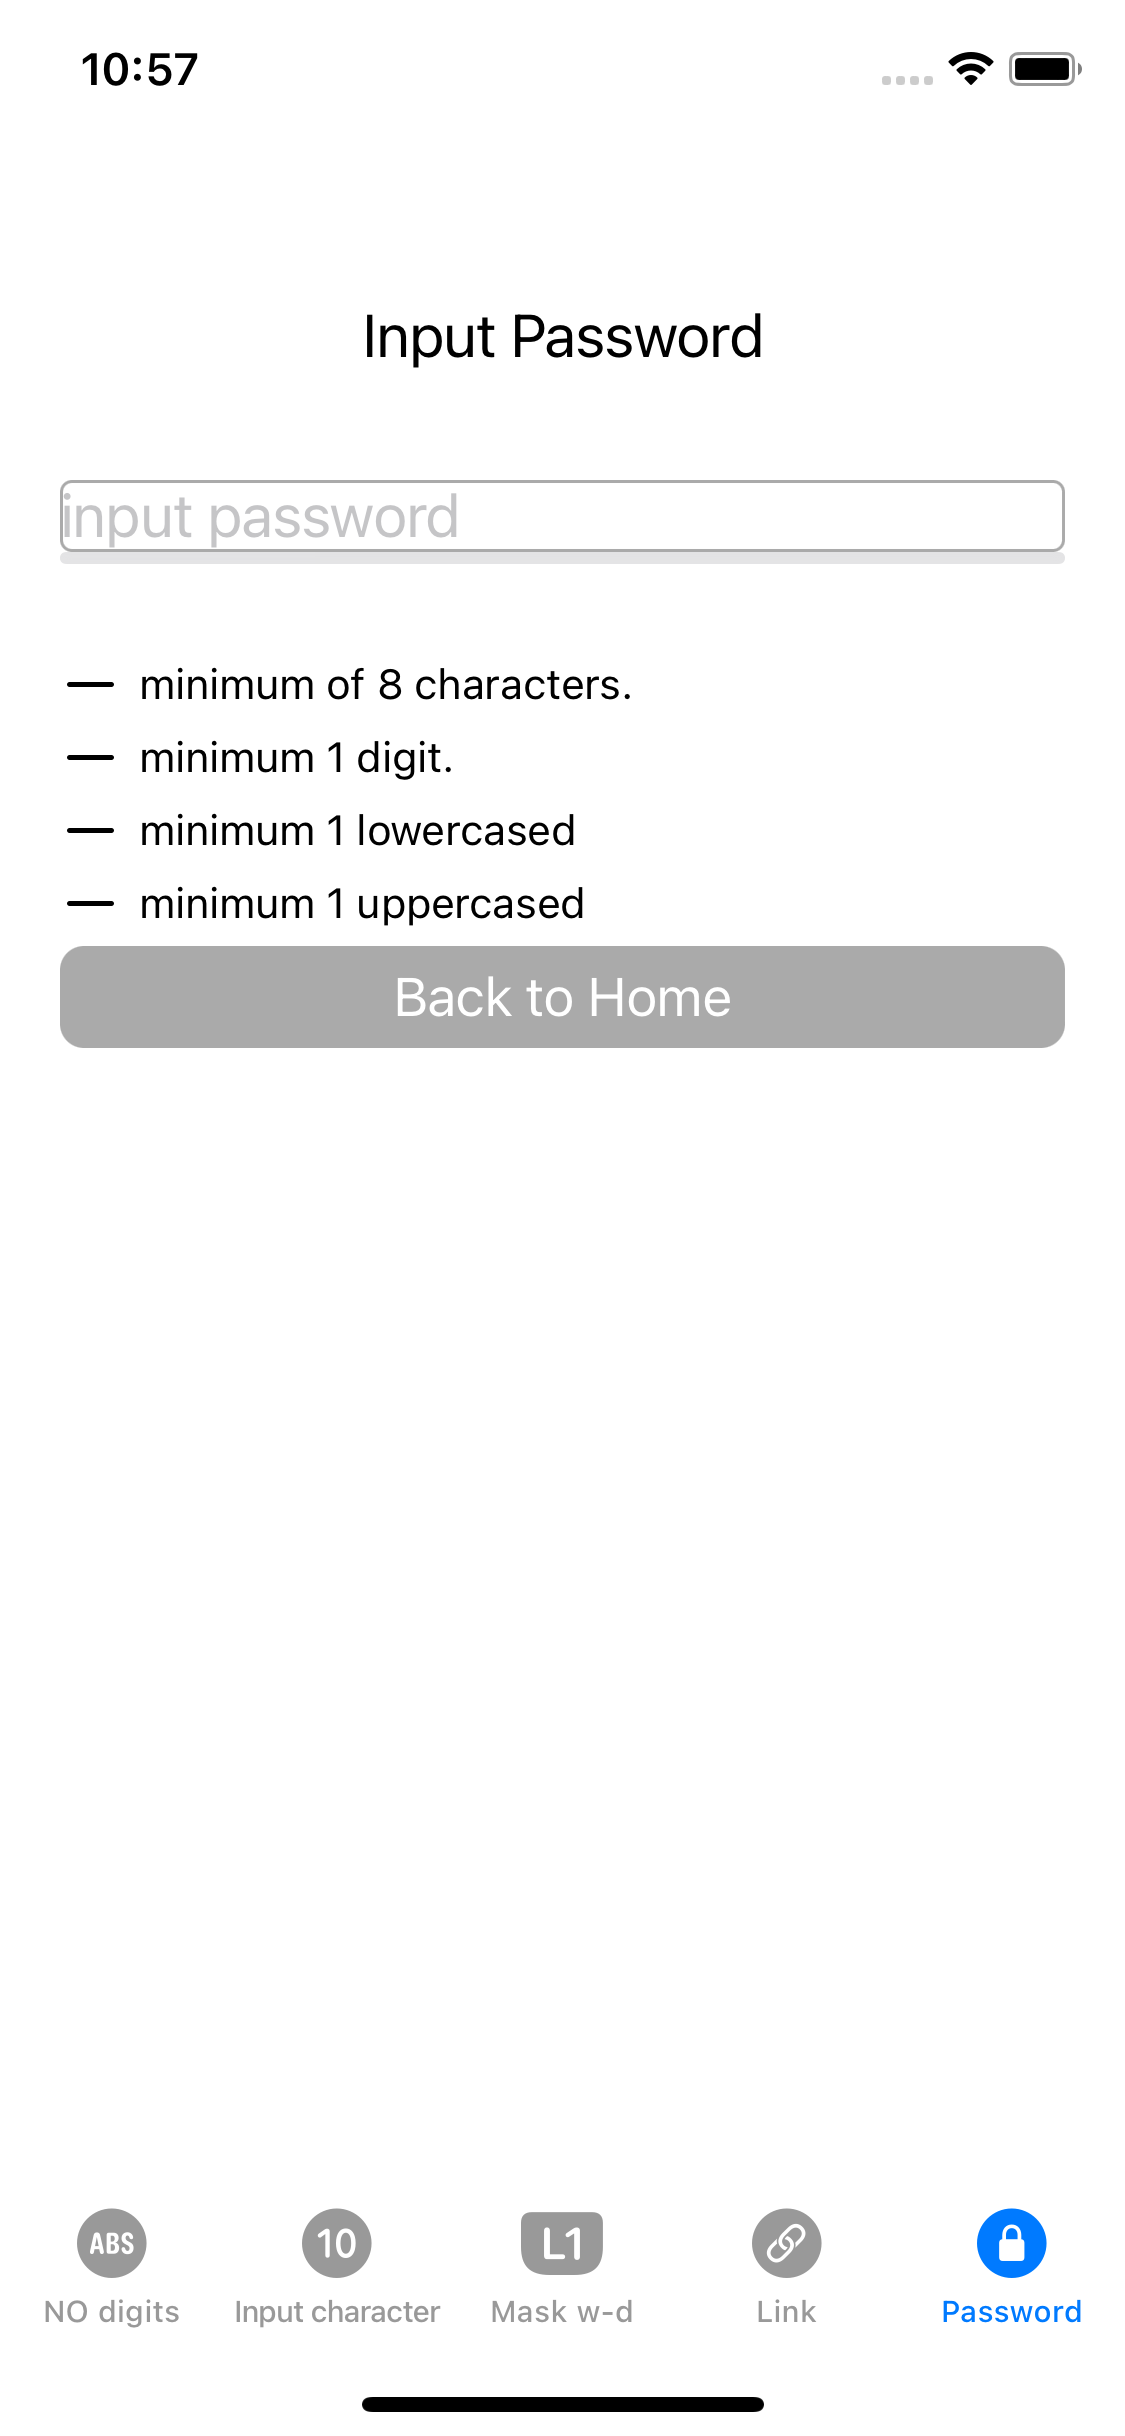 10:57
Input Password
input password
— minimum of 8 characters.
— minimum 1 digit.
— minimum 1 lowercased
— minimum 1 uppercased
Back to Home
ABS 10 L1
NO digits Input character Mask w-d Link Password